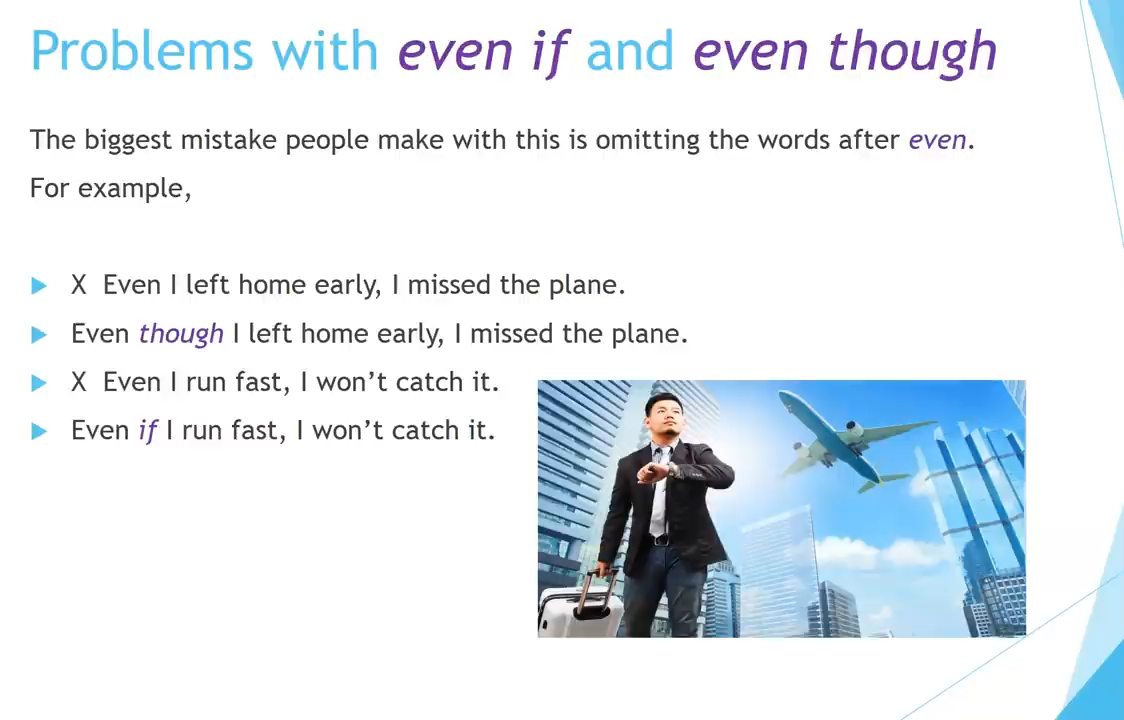 Problems with even if and even though
The biggest mistake people make with this is omitting the words after even.
For example,
X Even I left home early, I missed the plane.
Even though I left home early, I missed the plane.
X Even I run fast, I won’t catch it.
Even if I run fast, I won’t catch it.